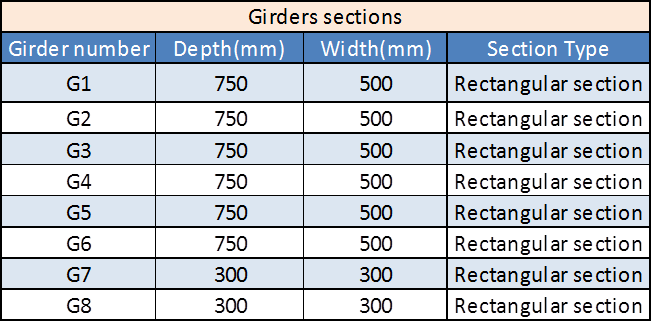 Girders sections
Girder number Depth(mm) Width(mm) Section Type
G1 750 500 Rectangular section
G2 750 500 Rectangular section
G3 750 500 Rectangular section
G4 750 500 Rectangular section
G5 750 500 Rectangular section
G6 750 500 Rectangular section
G7 300 300 Rectangular section
G8 300 300 Rectangular section